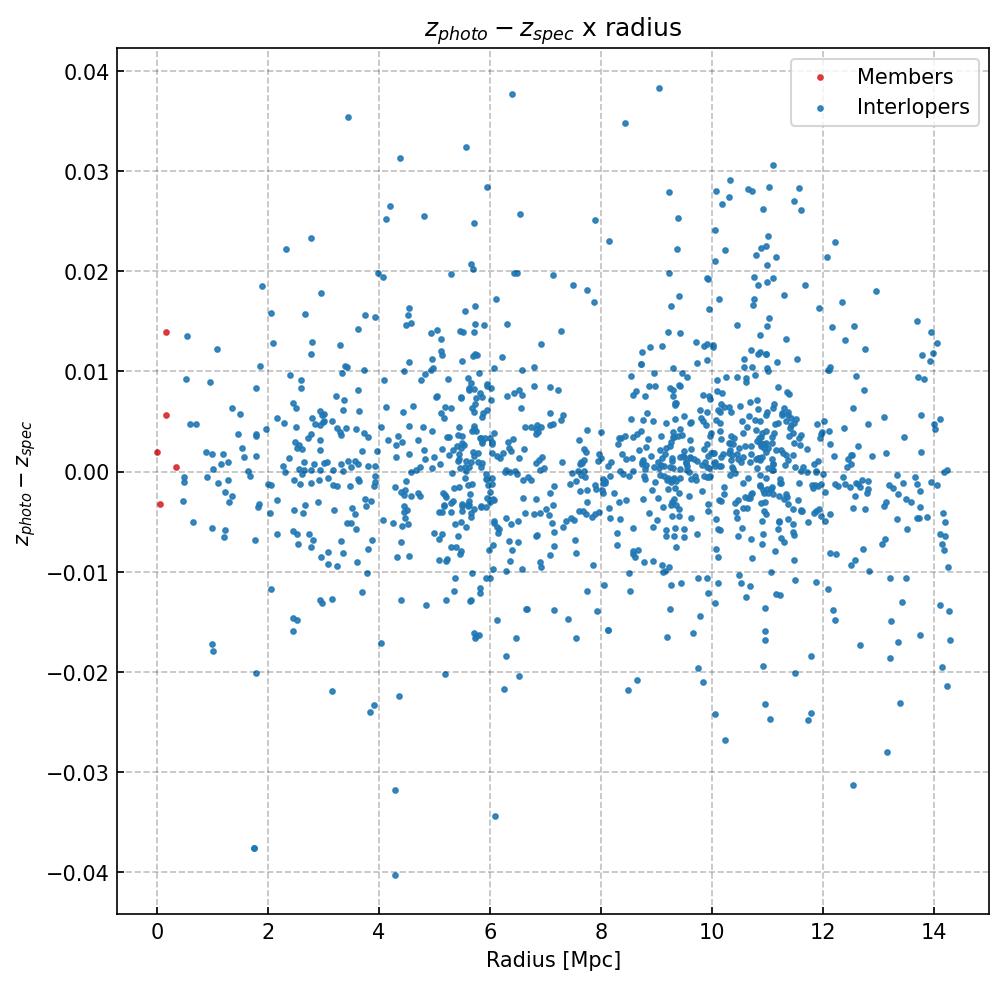 z_photo − z_spec x radius
Members
Interlopers
0.04
0.03
0.02
0.01
0.00
−0.01
−0.02
−0.03
−0.04
z_photo − z_spec
0 2 4 6 8 10 12 14
Radius [Mpc]